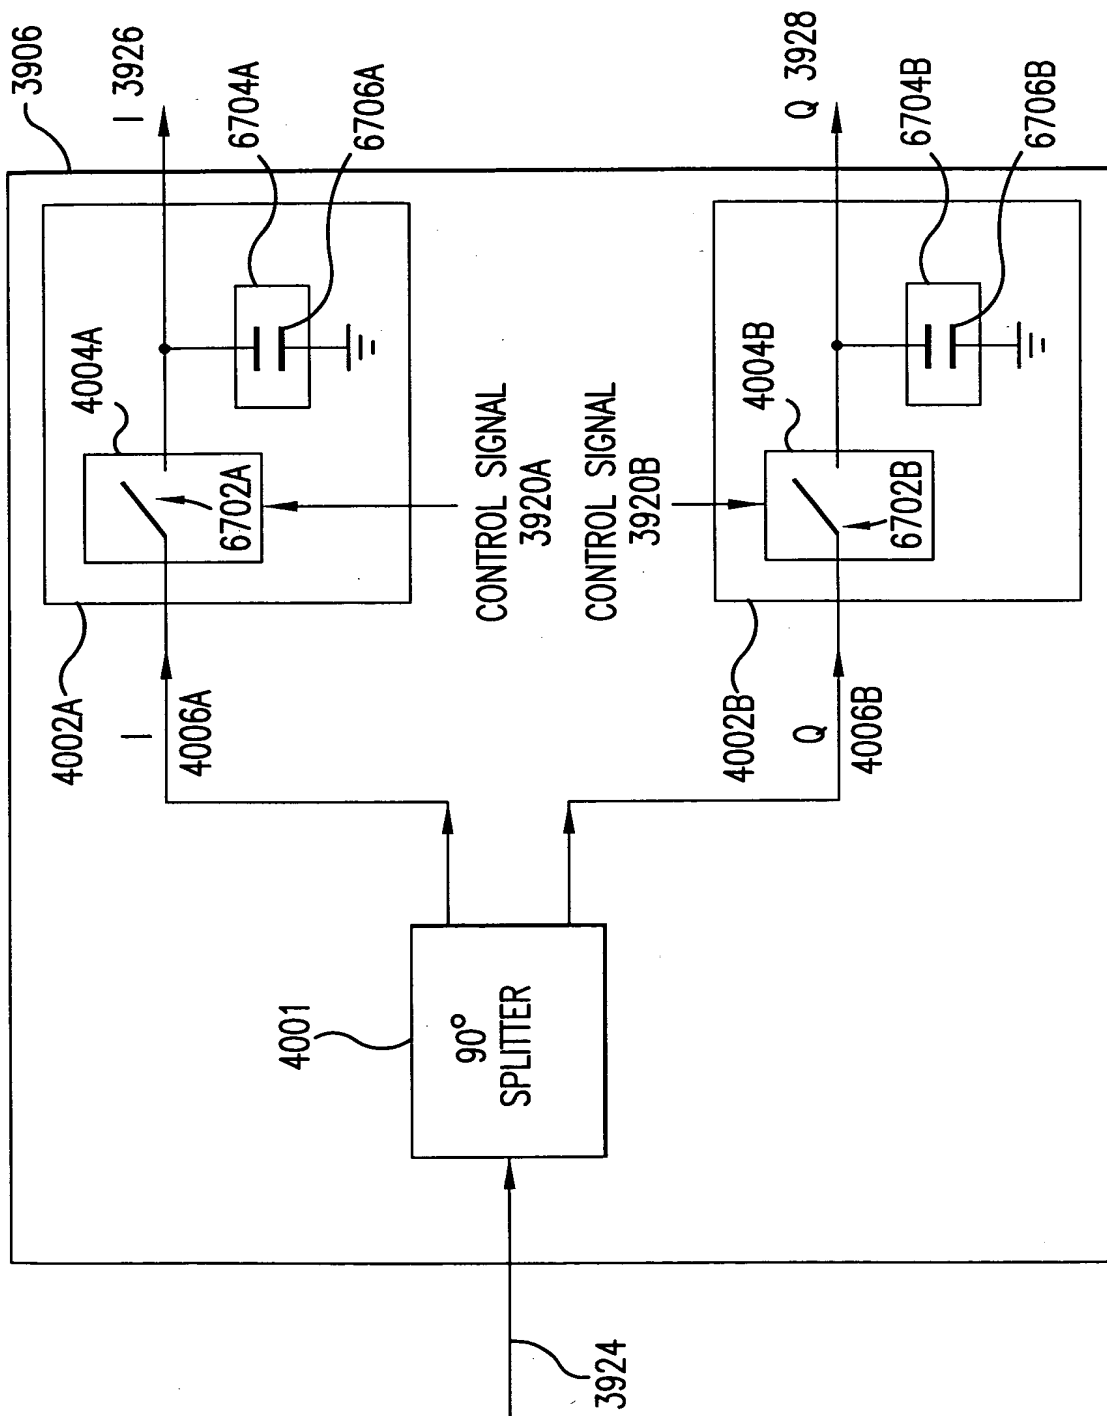 3906
I 3926
6704A
6706A
4004A
6702A
4002A
I
4006A
CONTROL SIGNAL
3920A
CONTROL SIGNAL
3920B
Q 3928
6704B
6706B
4004B
6702B
4002B
Q
4006B
4001
90°
SPLITTER
3924